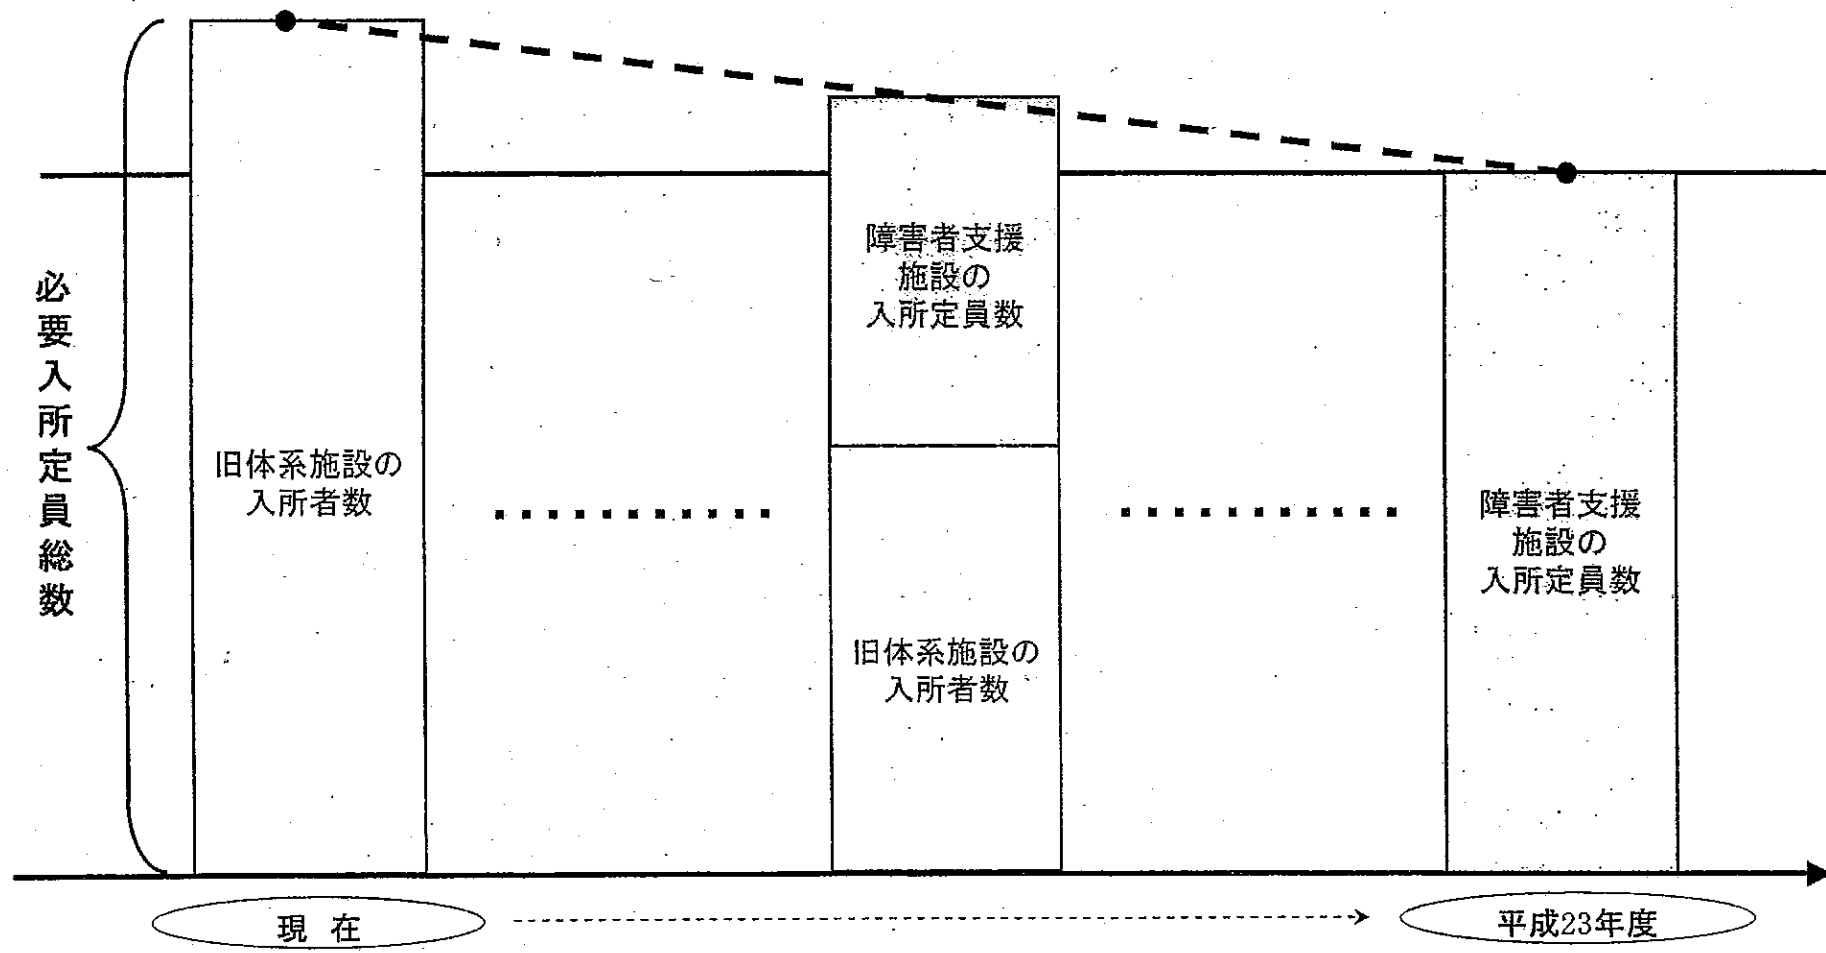 必要入所定員総数
旧体系施設の
入所者数
障害者支援
施設の
入所定員数
旧体系施設の
入所者数
障害者支援
施設の
入所定員数
現 在
平成23年度